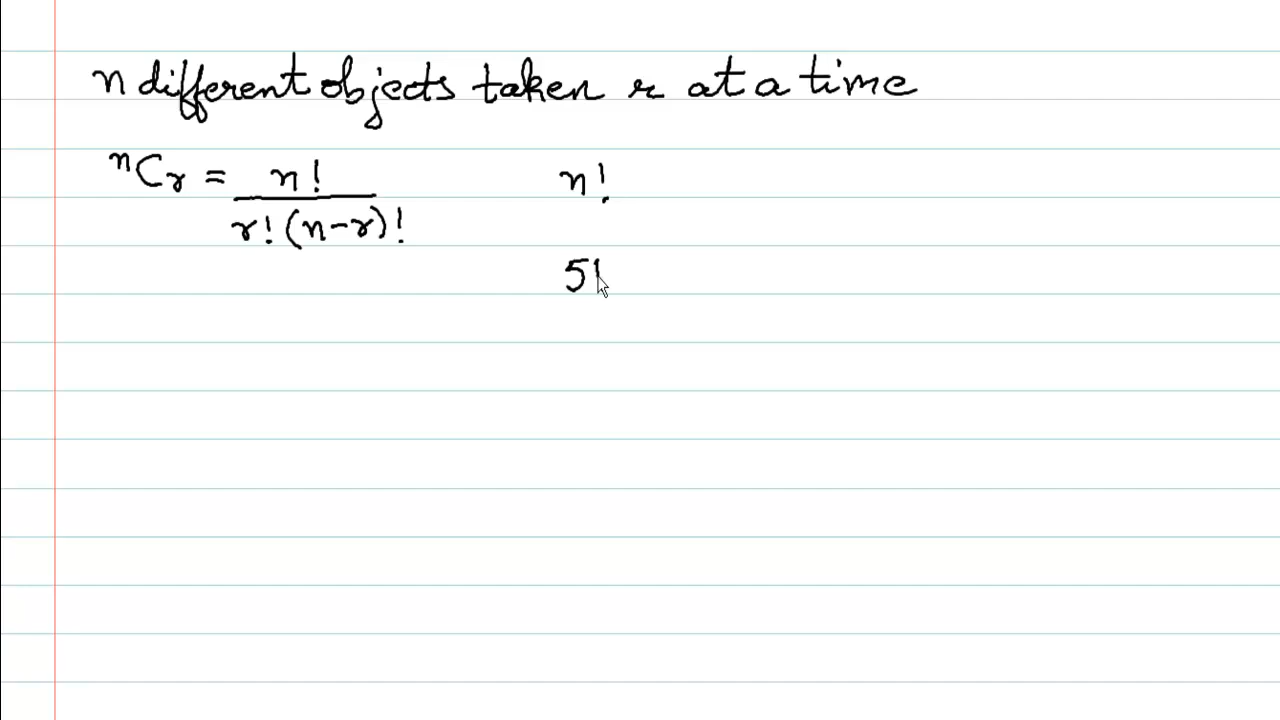 n different objects taken r at a time
ⁿCᵣ = n! / r!(n-r)!
n!
5!